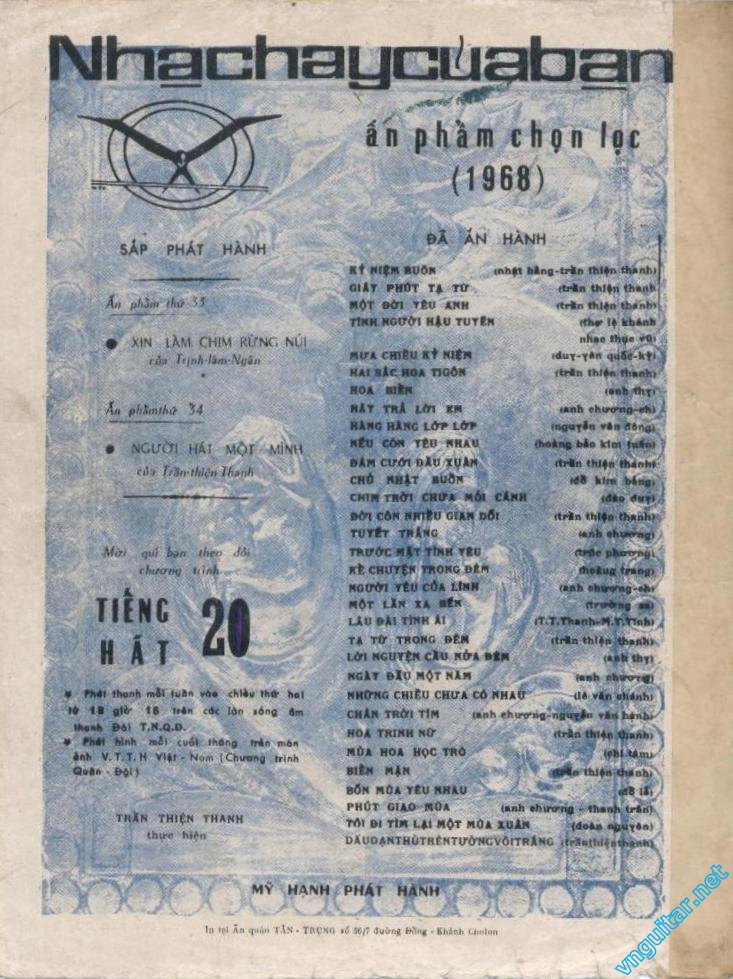 Nhạchaycủabạn
ấn phẩm chọn lọc
(1968)
SẮP PHÁT HÀNH
Ấn phẩm thứ 33
● XIN LÀM CHIM RỪNG NÚI
của Trịnh-lâm-Ngân
Ấn phẩm thứ 34
● NGƯỜI HÁT MỘT MÌNH
của Trần-thiện-Thanh
Mời quí bạn theo dõi
chương trình
TIẾNG
HÁT 20
Phát thanh mỗi tuần vào chiều thứ hai
từ 18 giờ 15 trên các làn sóng âm
thanh Đài T.N.Q.Đ.
Phát hình mỗi cuối tháng trên màn
ảnh V.T.T.H Việt-Nam (Chương trình
Quân-Đội)
TRẦN THIỆN THANH
thực hiện
ĐÃ ẤN HÀNH
KỶ NIỆM BUỒN (nhật hằng-trần thiện thanh)
GIÂY PHÚT TẠ TỪ (trần thiện thanh
MỘT ĐỜI YÊU ANH (trần thiện thanh)
TÌNH NGƯỜI HẬU TUYẾN (thơ lệ khánh
nhạc thục vũ)
MƯA CHIỀU KỶ NIỆM (duy-yên quốc-kỳ)
HAI SẮC HOA TIGÔN (trần thiện thanh)
HOA BIỂN (anh thy)
HÃY TRẢ LỜI EM (anh chương-
HÀNG HÀNG LỚP LỚP (nguyễn văn đông)
NẾU CÒN YÊU NHAU (hoàng bảo kim tuấn)
ĐÁM CƯỚI ĐẦU XUÂN (trần thiện thanh)
CHỦ NHẬT BUỒN (đỗ kim bảng)
CHIM TRỜI CHƯA MỎI CÁNH (đào duy)
ĐỜI CÒN NHIỀU GIAN DỐI (trần thiện thanh)
TUYẾT TRẮNG (anh chương)
TRƯỚC MẶT TÌNH YÊU (trúc phương)
KỂ CHUYỆN TRONG ĐÊM (hoàng trang)
NGƯỜI YÊU CỦA LÍNH (anh chương-
MỘT LẦN XA BẾN (trường sa)
LÂU ĐÀI TÌNH ÁI (T.T.Thanh-M.T.Tĩnh)
TẠ TỪ TRONG ĐÊM (trần thiện thanh)
LỜI NGUYỆN CẦU NỬA ĐÊM (anh thy)
NGÀY ĐẦU MỘT NĂM (anh chương)
NHỮNG CHIỀU CHƯA CÓ NHAU (lê văn chánh)
CHÂN TRỜI TÍM (anh chương-nguyễn văn hạnh)
HOA TRINH NỮ (trần thiện thanh)
MÙA HOA HỌC TRÒ (chi tâm)
BIỂN MẶN (trần thiện thanh)
BỐN MÙA YÊU NHAU (đỗ lễ)
PHÚT GIAO MÙA (anh chương - thanh trân)
TÔI ĐI TÌM LẠI MỘT MÙA XUÂN (đoàn nguyên)
DẤUĐẠNTHÙTRÊNTƯỜNGVÔITRẮNG (trầnthiệnthanh)
MỸ HẠNH PHÁT HÀNH
In tại Ấn quán TÂN-TRUNG số 36/7 đường Đồng-Khánh Cholon
vnguitar.net